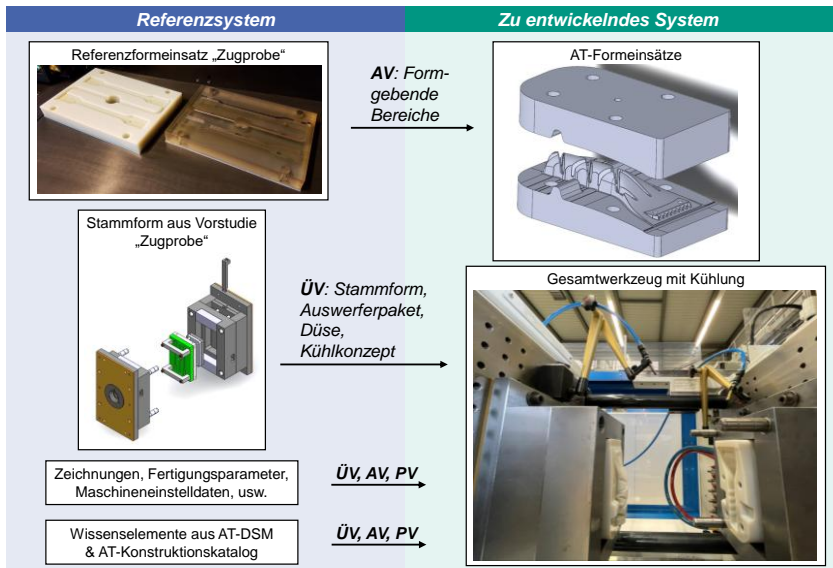 Referenzsystem
Zu entwickelndes System
Referenzformeinsatz „Zugprobe“
AV: Form-
gebende
Bereiche
AT-Formeinsätze
Stammform aus Vorstudie
„Zugprobe“
ÜV: Stammform,
Auswerferpaket,
Düse,
Kühlkonzept
Gesamtwerkzeug mit Kühlung
Zeichnungen, Fertigungsparameter,
Maschineneinstelldaten, usw.
ÜV, AV, PV
Wissenselemente aus AT-DSM
& AT-Konstruktionskatalog
ÜV, AV, PV